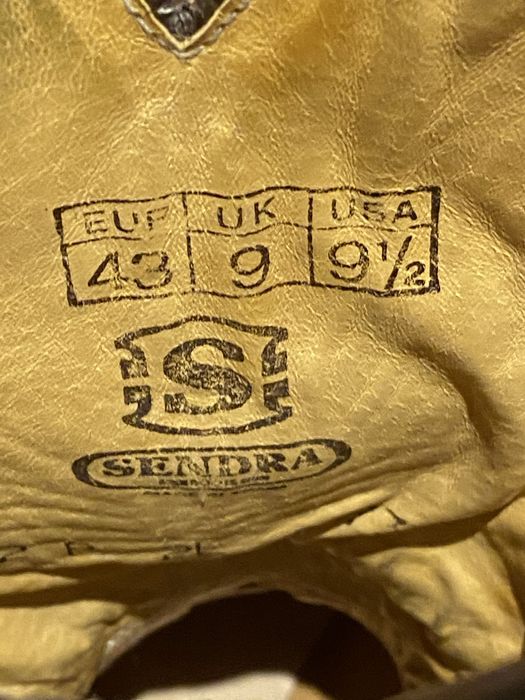 EUR UK USA
43 9 9½
S
SENDRA